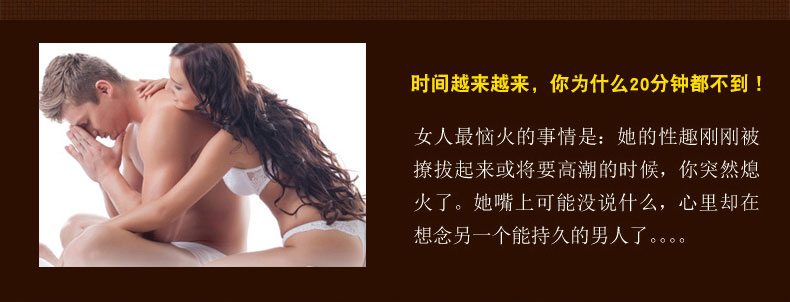 时间越来越来，你为什么20分钟都不到！
女人最恼火的事情是：她的性趣刚刚被
撩拨起来或将要高潮的时候，你突然熄
火了。她嘴上可能没说什么，心里却在
想念另一个能持久的男人了。。。。